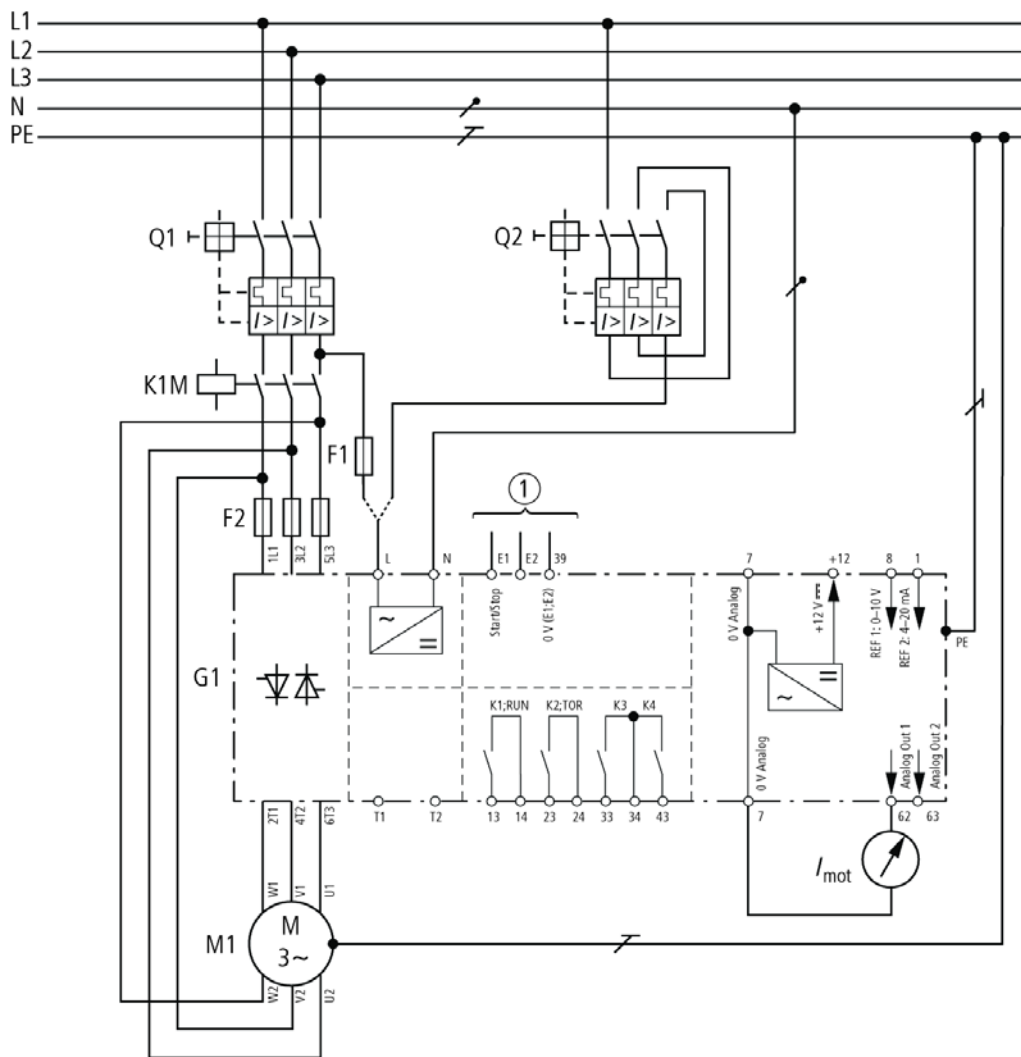 L1
L2
L3
N
PE
Q1
Q2
I> I> I>
I> I> I>
K1M
F1
1
F2
1L1 3L2 5L3
L N E1 E2 39 7 +12 8 1
Start/Stop
0 V (E1;E2)
0 V Analog
+12 V
REF 1: 0–10 V
REF 2: 4–20 mA
PE
~ =
~ =
G1
K1;RUN K2;TOR K3 K4
0 V Analog
Analog Out 1
Analog Out 2
2T1 4T2 6T3
T1 T2 13 14 23 24 33 34 43 7 62 63
Imot
W1 V1 U1
M1
M
3~
W2 V2 U2